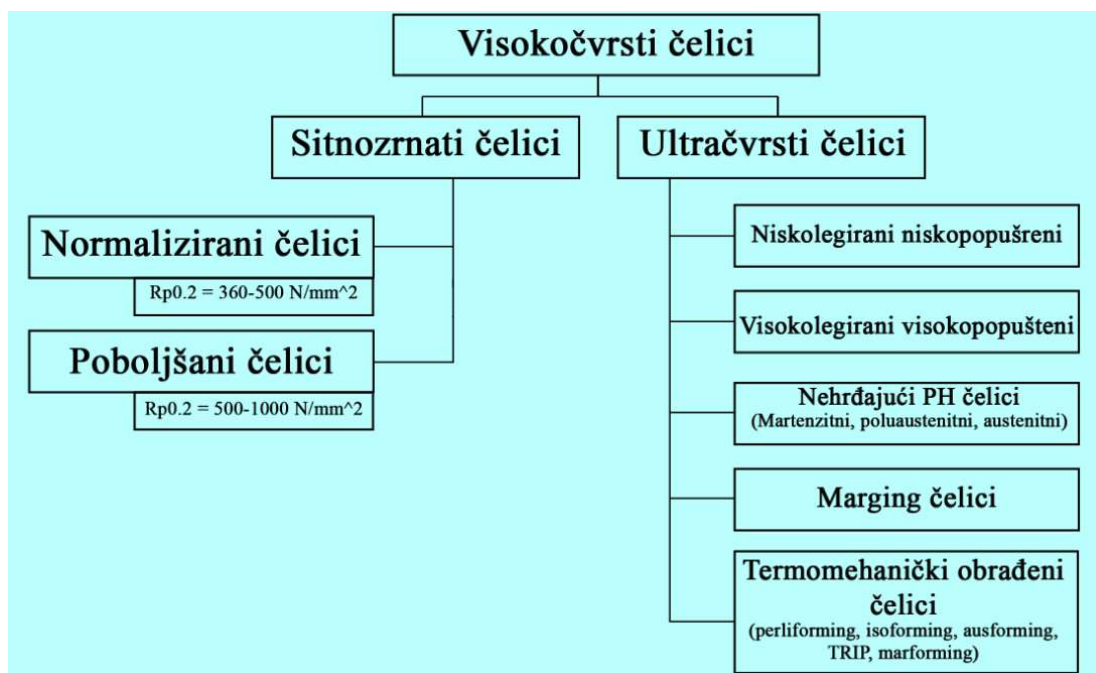 Visokočvrsti čelici
Sitnozrnati čelici
Ultračvrsti čelici
Normalizirani čelici
Rp0.2 = 360-500 N/mm^2
Poboljšani čelici
Rp0.2 = 500-1000 N/mm^2
Niskolegirani niskopopušreni
Visokolegirani visokopopušteni
Nehrđajući PH čelici
(Martenzitni, poluaustenitni, austenitni)
Marging čelici
Termomehanički obrađeni
čelici
(perliforming, isoforming, ausforming,
TRIP, marforming)